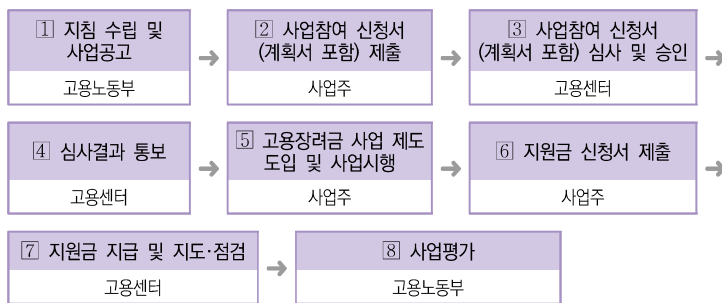 1 지침 수립 및
사업공고
고용노동부
2 사업참여 신청서
(계획서 포함) 제출
사업주
3 사업참여 신청서
(계획서 포함) 심사 및 승인
고용센터
4 심사결과 통보
고용센터
5 고용장려금 사업 제도
도입 및 사업시행
사업주
6 지원금 신청서 제출
사업주
7 지원금 지급 및 지도·점검
고용센터
8 사업평가
고용노동부